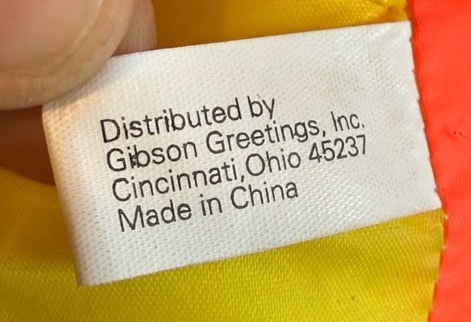 Distributed by
Gibson Greetings, Inc.
Cincinnati,Ohio 45237
Made in China